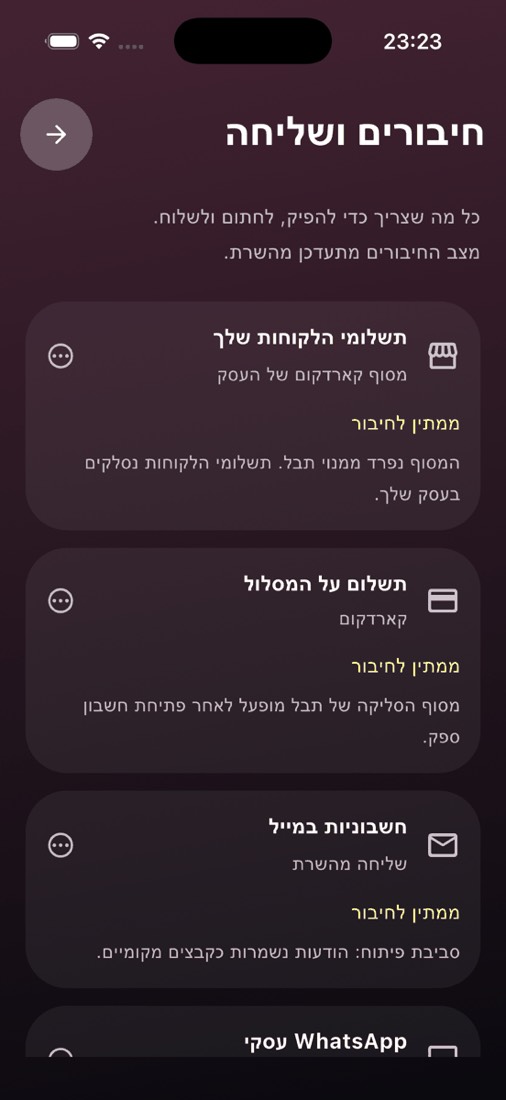 23:23
חיבורים ושליחה
כל מה שצריך כדי להפיק, לחתום ולשלוח.
מצב החיבורים מתעדכן מהשרת.
תשלומי הלקוחות שלך
מסוף קארדקום של העסק
ממתין לחיבור
המסוף נפרד ממנוי תבל. תשלומי הלקוחות נסלקים
בעסק שלך.
תשלום על המסלול
קארדקום
ממתין לחיבור
מסוף הסליקה של תבל מופעל לאחר פתיחת חשבון
ספק.
חשבוניות במייל
שליחה מהשרת
ממתין לחיבור
סביבת פיתוח: הודעות נשמרות כקבצים מקומיים.
WhatsApp עסקי